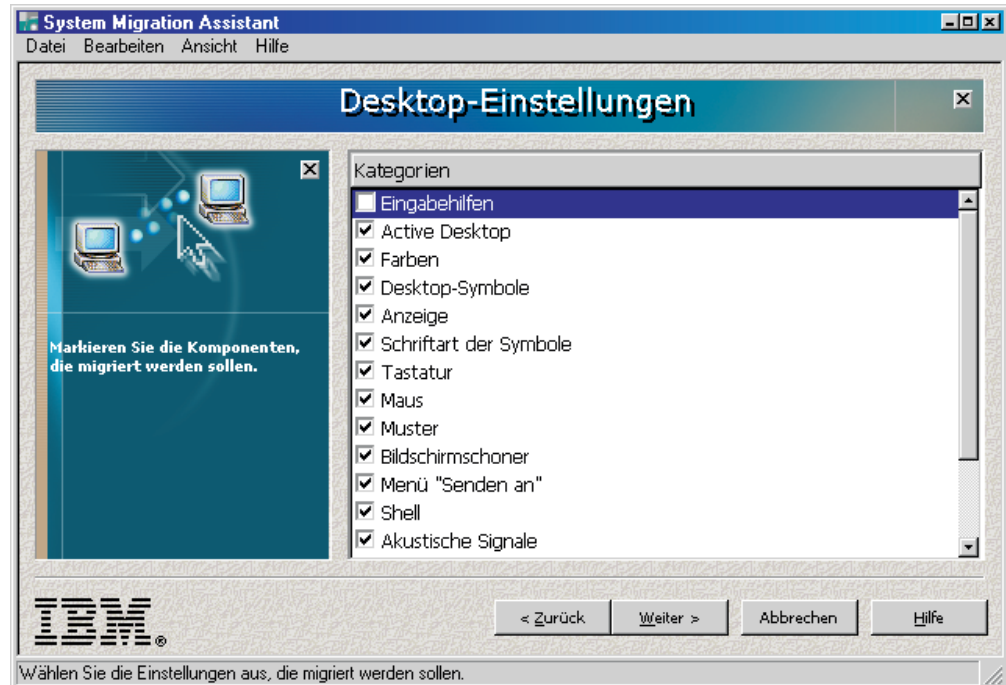 System Migration Assistant
Datei Bearbeiten Ansicht Hilfe
Desktop-Einstellungen
Markieren Sie die Komponenten,
die migriert werden sollen.
Kategorien
Eingabehilfen
Active Desktop
Farben
Desktop-Symbole
Anzeige
Schriftart der Symbole
Tastatur
Maus
Muster
Bildschirmschoner
Menü "Senden an"
Shell
Akustische Signale
IBM®
< Zurück Weiter > Abbrechen Hilfe
Wählen Sie die Einstellungen aus, die migriert werden sollen.